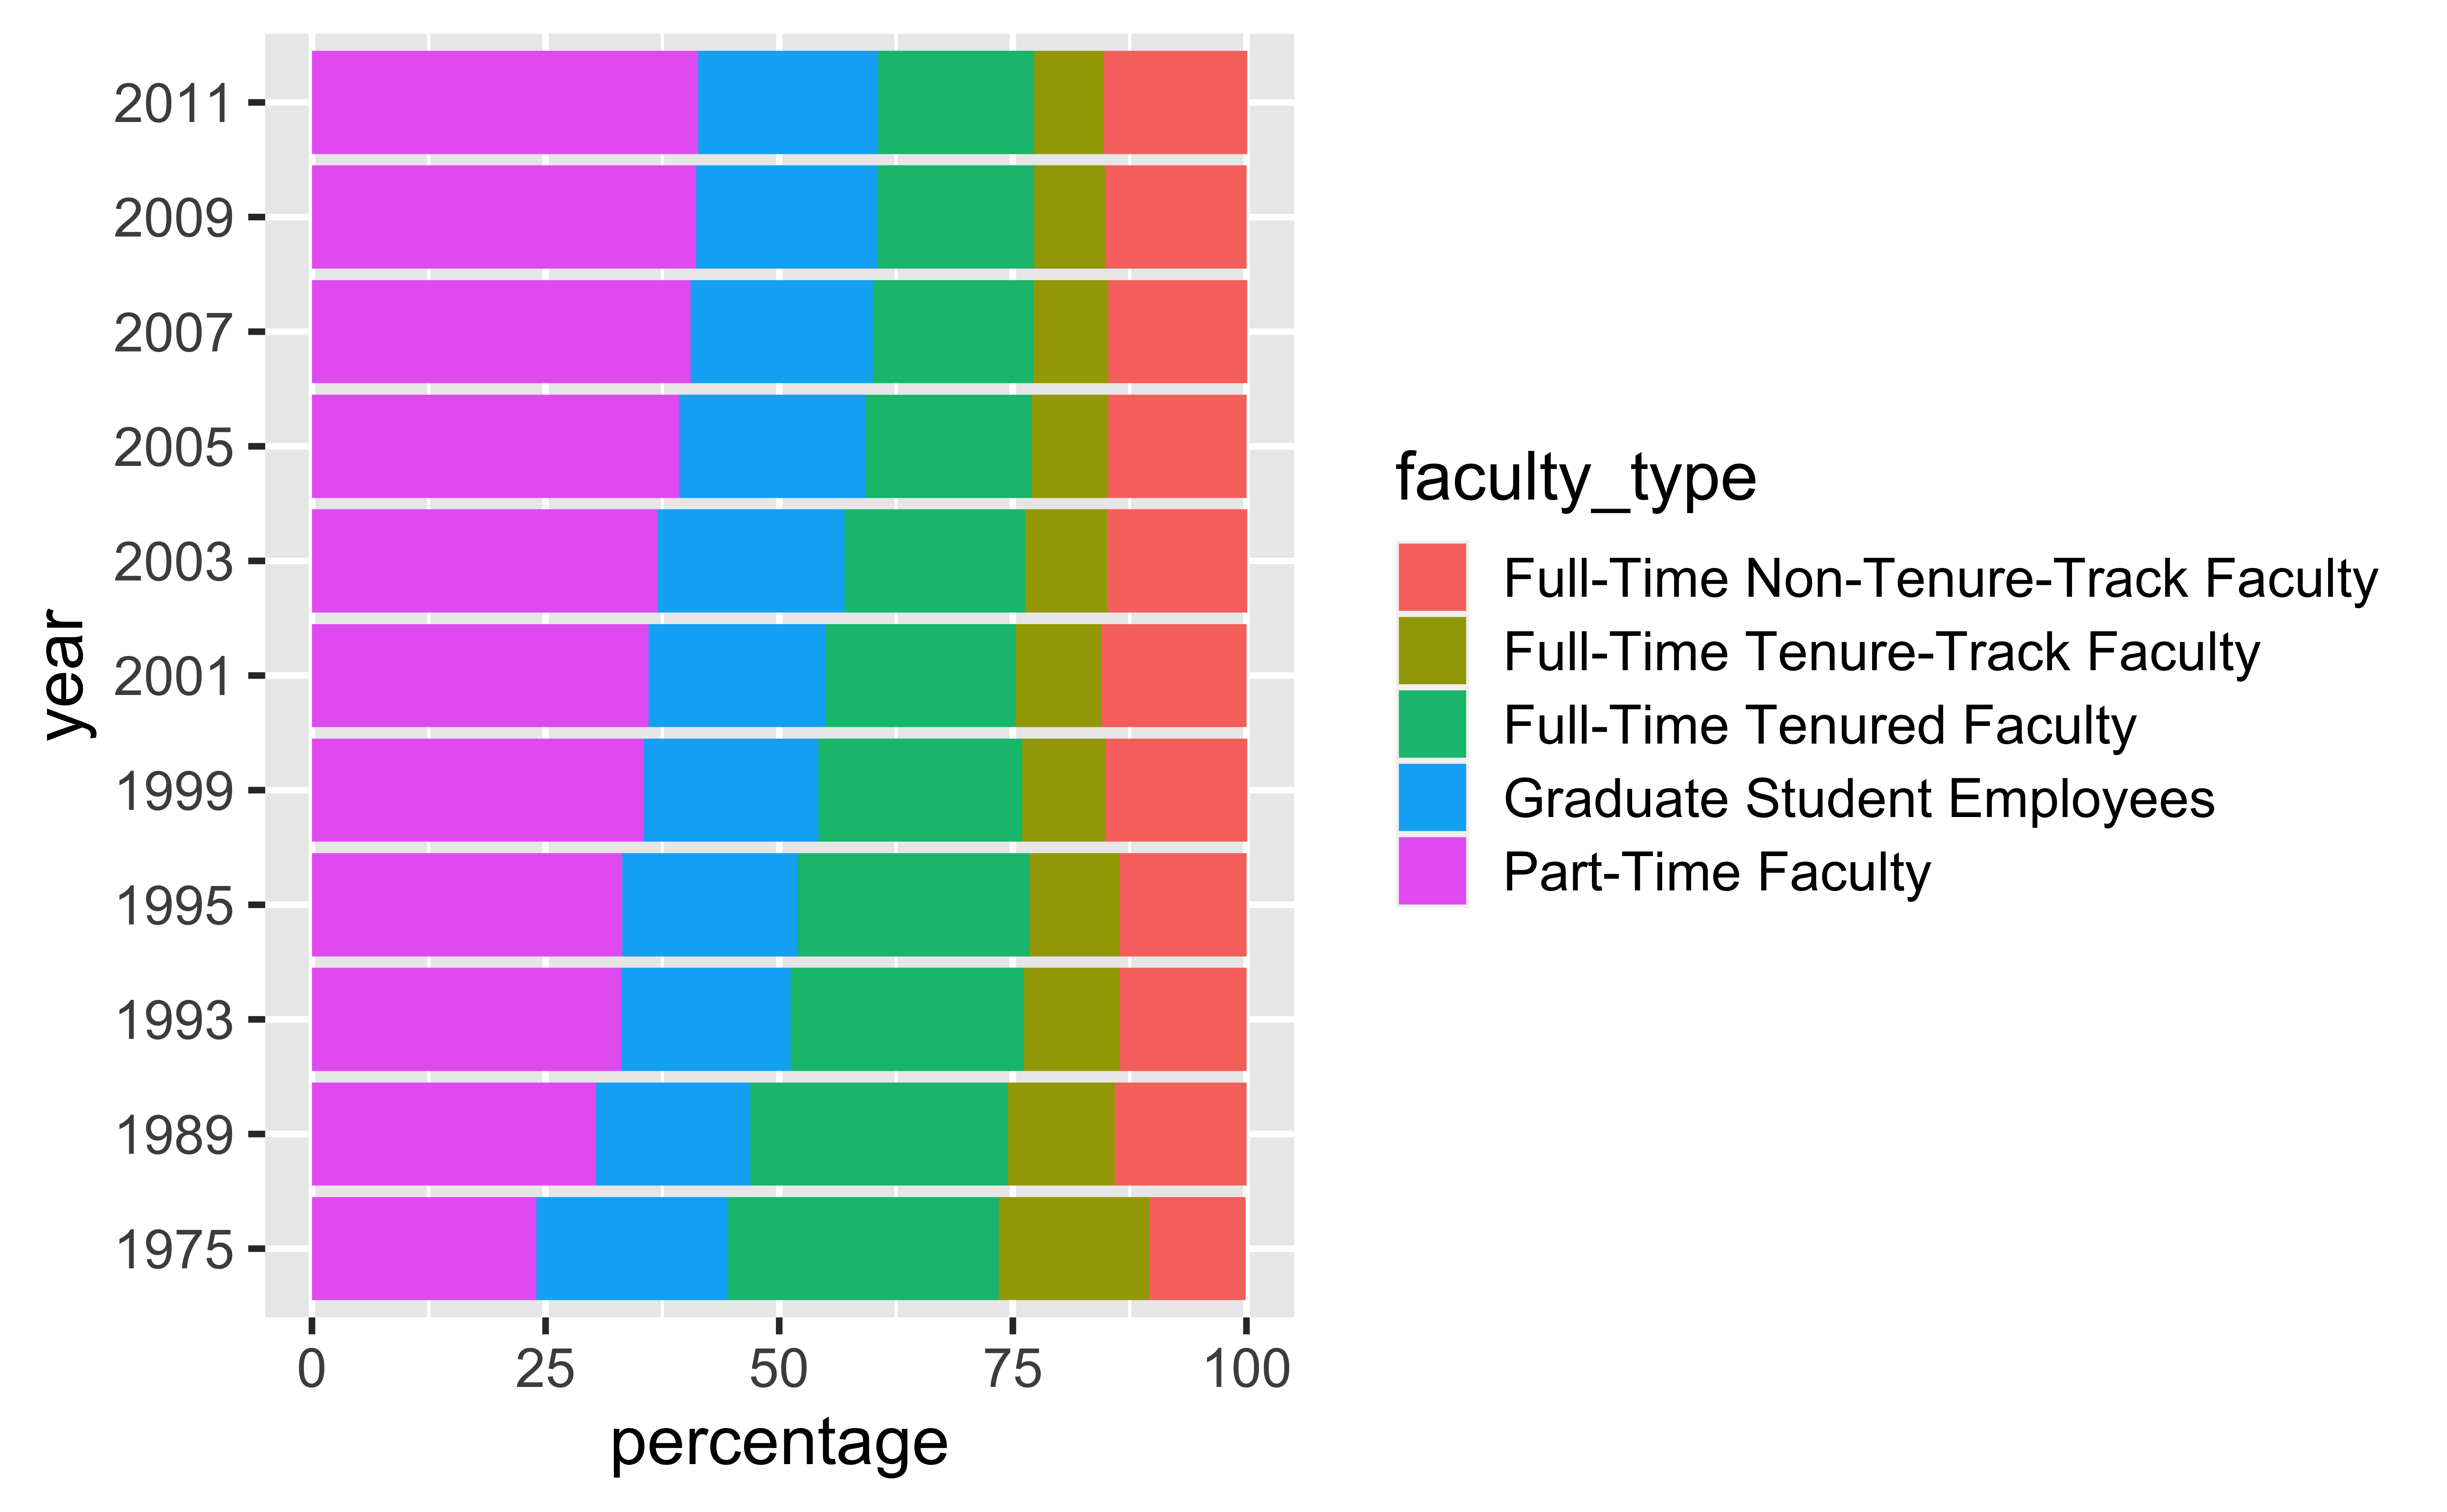 2011
2009
2007
2005
2003
2001
1999
1995
1993
1989
1975
year
0 25 50 75 100
percentage
faculty_type
Full-Time Non-Tenure-Track Faculty
Full-Time Tenure-Track Faculty
Full-Time Tenured Faculty
Graduate Student Employees
Part-Time Faculty